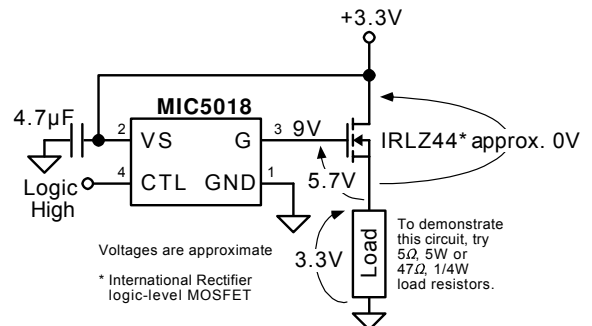 +3.3V
MIC5018
4.7µF
2
VS
G
3
9V
IRLZ44* approx. 0V
4
CTL
GND
1
5.7V
Logic
High
Load
To demonstrate
this circuit, try
5Ω, 5W or
47Ω, 1/4W
load resistors.
3.3V
Voltages are approximate
* International Rectifier
logic-level MOSFET